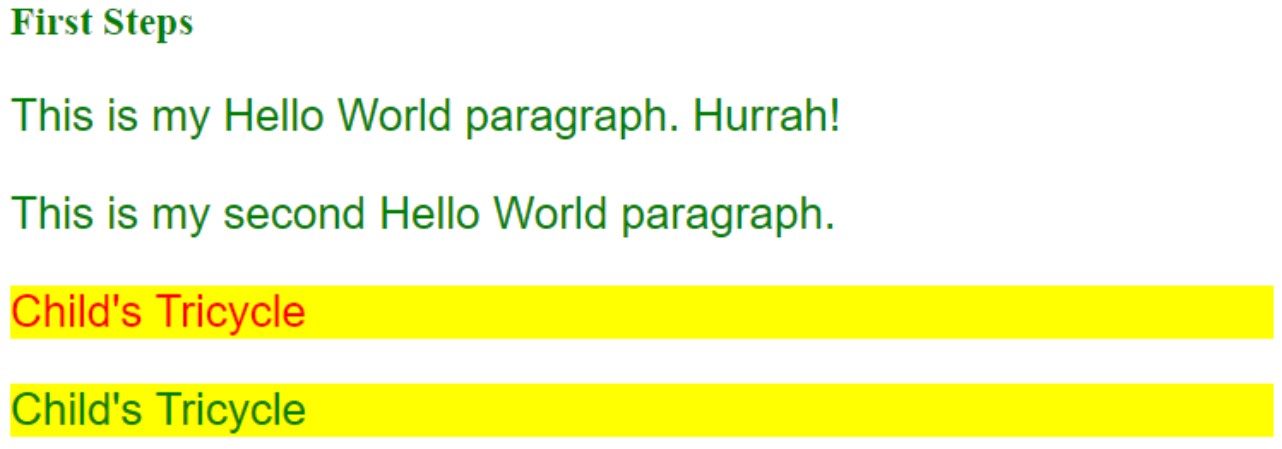 First Steps
This is my Hello World paragraph. Hurrah!
This is my second Hello World paragraph.
Child's Tricycle
Child's Tricycle